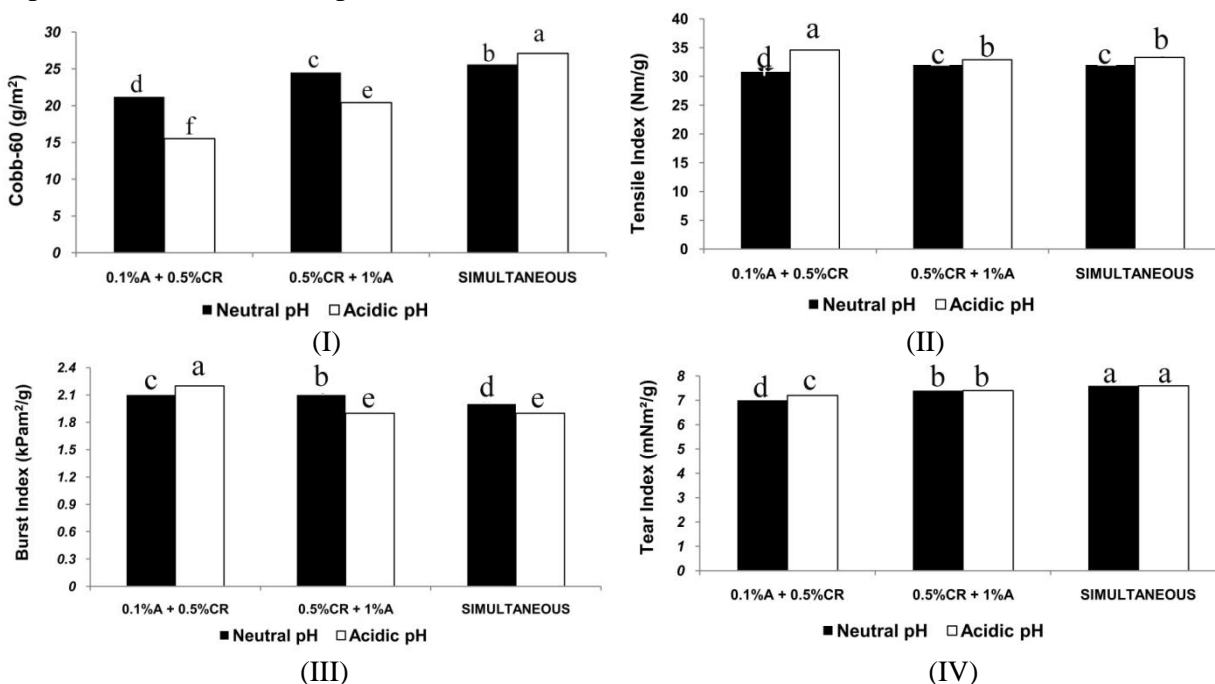 30
25
20
15
10
5
0
Cobb-60 (g/m²)
d
f
c
e
b
a
0.1%A + 0.5%CR
0.5%CR + 1%A
SIMULTANEOUS
■ Neutral pH □ Acidic pH
(I)
40
35
30
25
20
15
10
5
0
Tensile Index (Nm/g)
d
a
c
b
c
b
0.1%A + 0.5%CR
0.5%CR + 1%A
SIMULTANEOUS
■ Neutral pH □ Acidic pH
(II)
2.4
2.1
1.8
1.5
1.2
0.9
0.6
0.3
0
Burst Index (kPam²/g)
c
a
b
e
d
e
0.1%A + 0.5%CR
0.5%CR + 1%A
SIMULTANEOUS
■ Neutral pH □ Acidic pH
(III)
8
7
6
5
4
3
2
1
0
Tear Index (mNm²/g)
d
c
b
b
a
a
0.1%A + 0.5%CR
0.5%CR + 1%A
SIMULTANEOUS
■ Neutral pH □ Acidic pH
(IV)